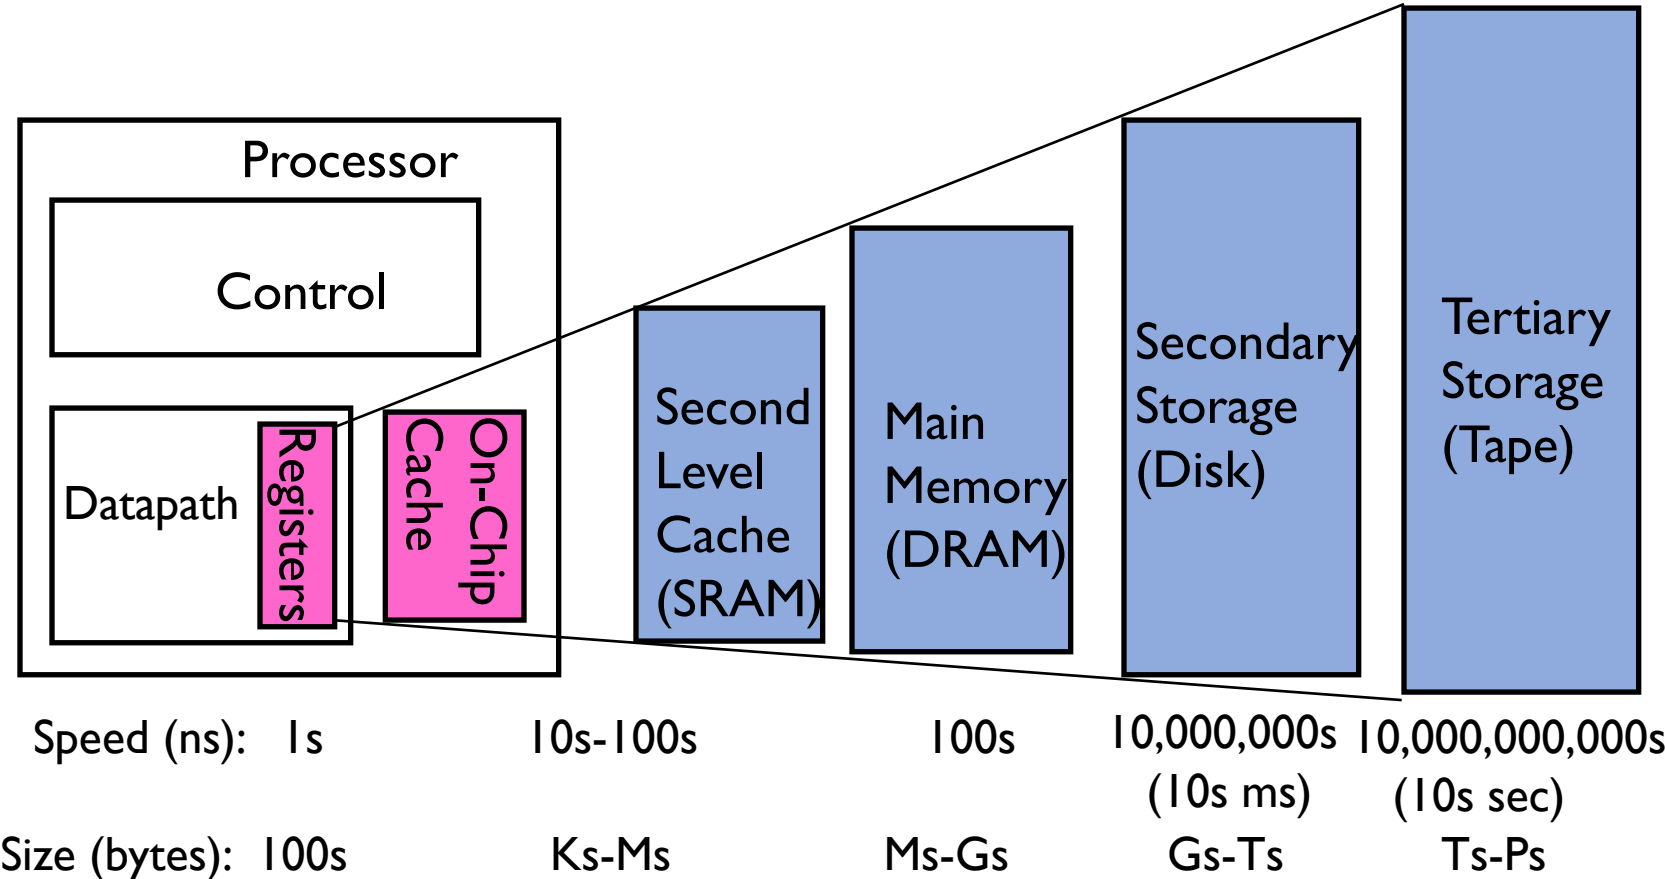 Processor
Control
Datapath
Registers
On-Chip
Cache
Second
Level
Cache
(SRAM)
Main
Memory
(DRAM)
Secondary
Storage
(Disk)
Tertiary
Storage
(Tape)
Speed (ns): 1s 10s-100s 100s 10,000,000s 10,000,000,000s
(10s ms) (10s sec)
Size (bytes): 100s Ks-Ms Ms-Gs Gs-Ts Ts-Ps